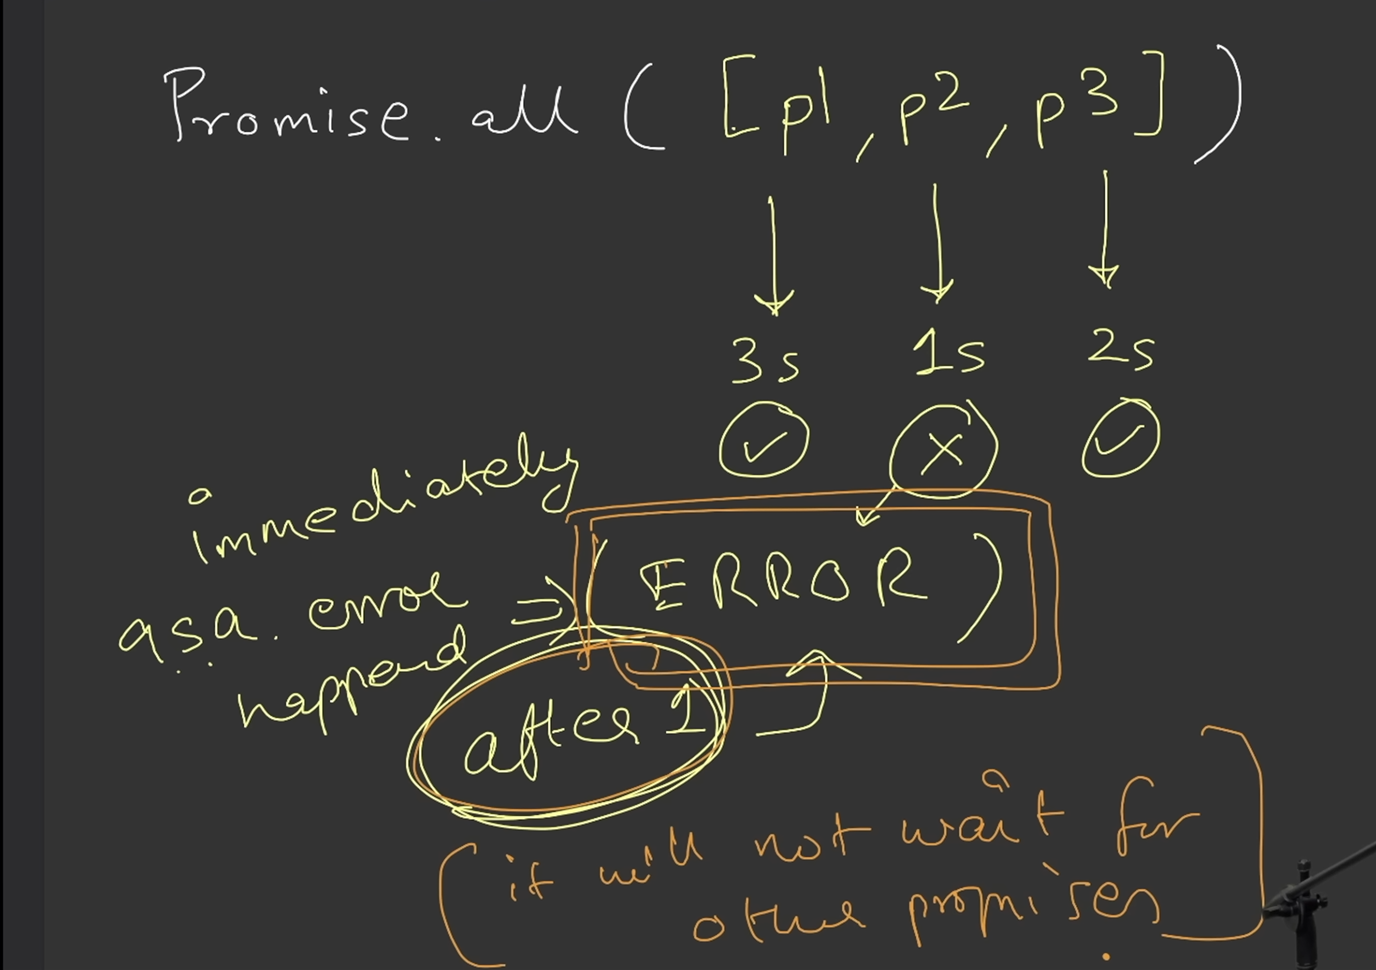 Promise.all ( [p1, p2, p3] )
3s 1s 2s
immediately
a.s.a. error
happend
=> ( ERROR )
after 1
( it will not wait for
other promises )